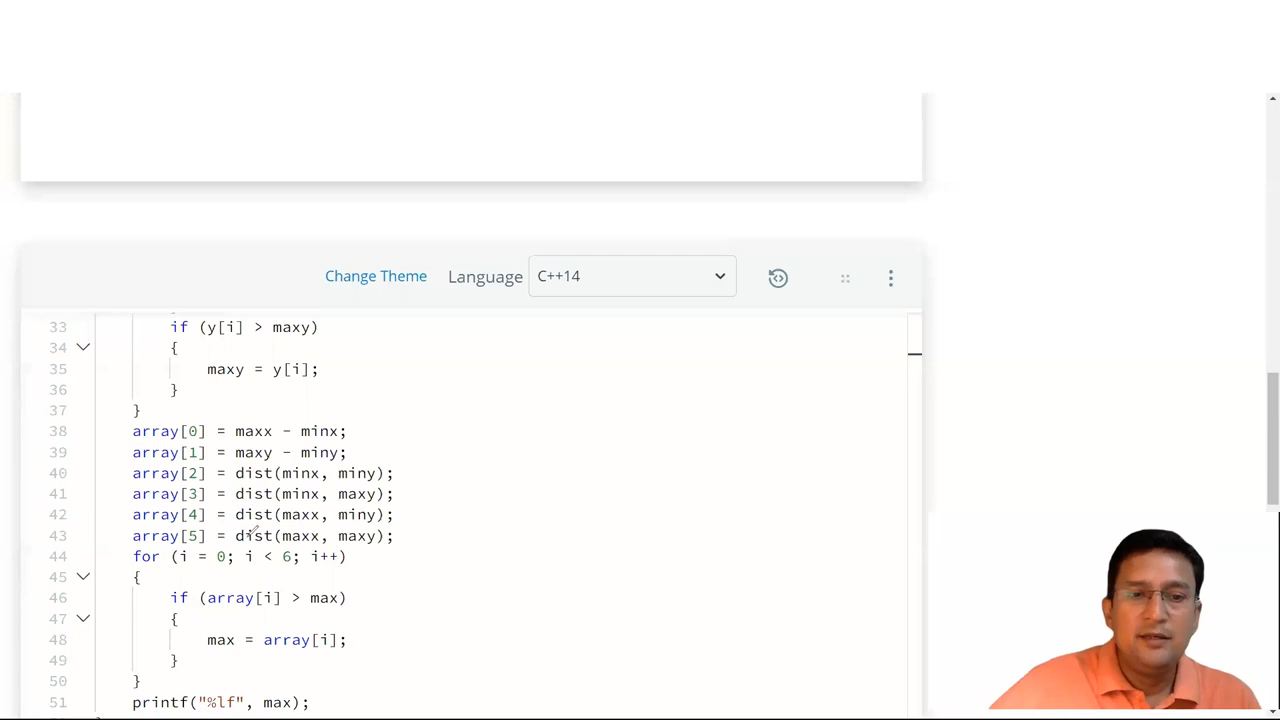 Change Theme Language C++14
33 if (y[i] > maxy)
34 {
35 maxy = y[i];
36 }
37 }
38 array[0] = maxx - minx;
39 array[1] = maxy - miny;
40 array[2] = dist(minx, miny);
41 array[3] = dist(minx, maxy);
42 array[4] = dist(maxx, miny);
43 array[5] = dist(maxx, maxy);
44 for (i = 0; i < 6; i++)
45 {
46 if (array[i] > max)
47 {
48 max = array[i];
49 }
50 }
51 printf("%lf", max);